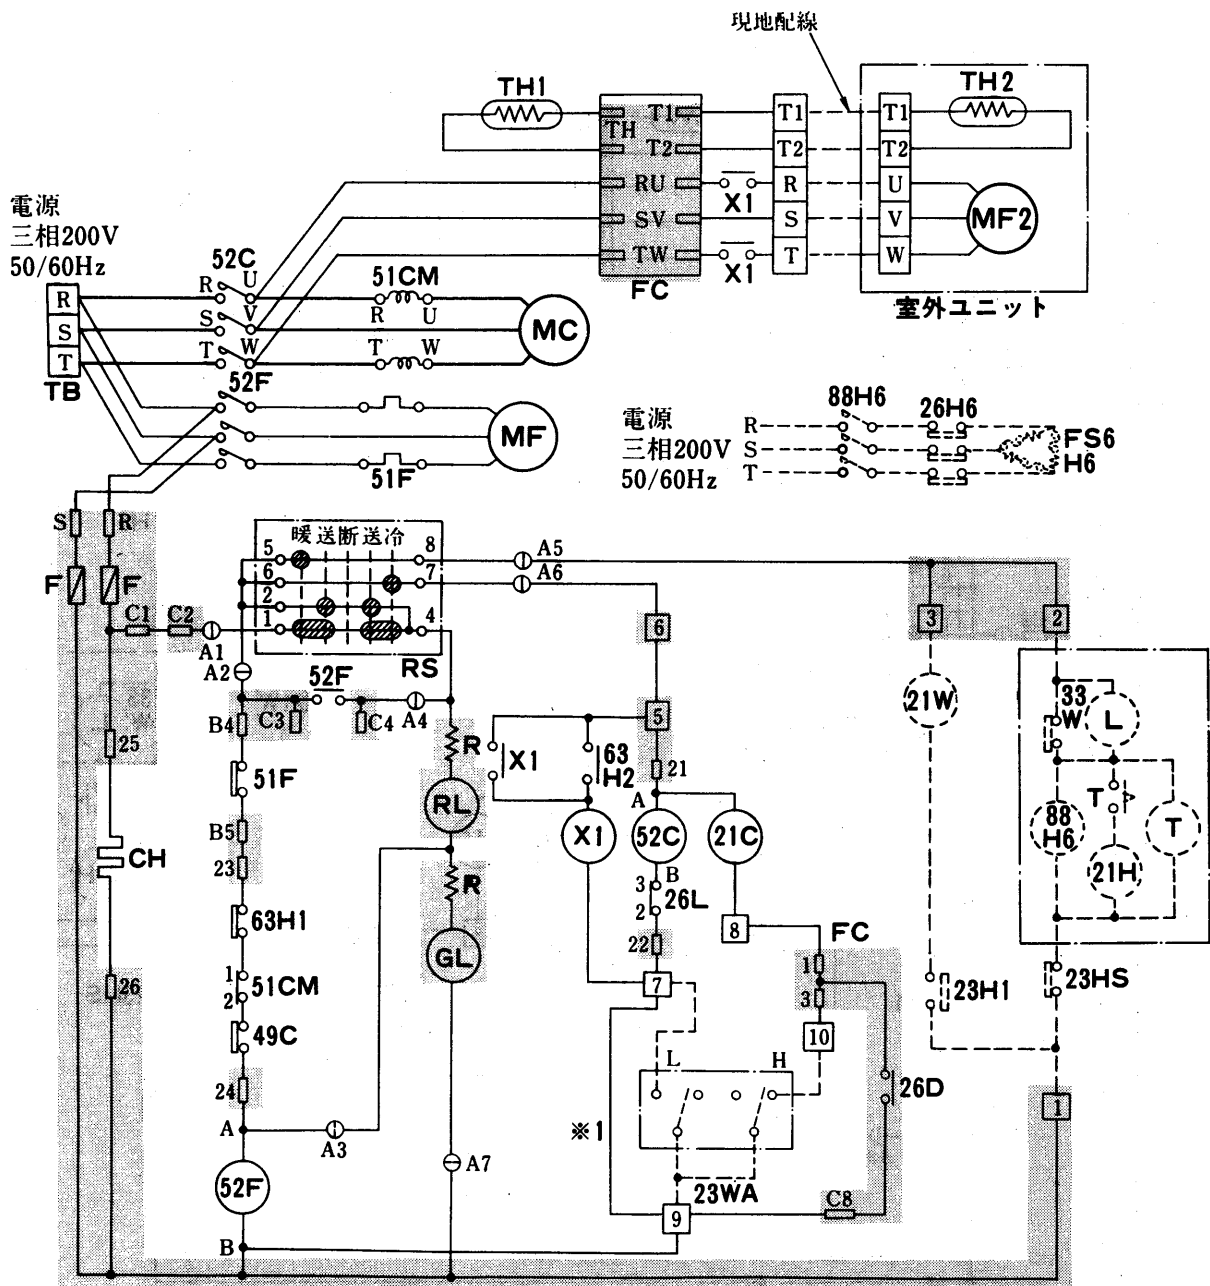 現地配線
TH1
TH2
T1
T1
T1
TH
T2
T2
T2
RU
X1
R
U
SV
S
V
MF2
TW
X1
T
W
FC
室外ユニット
電源
三相200V
50/60Hz
52C
R
U
51CM
R
S
V
R
U
MC
S
T
W
T
W
T
TB
52F
MF
51F
電源
三相200V
50/60Hz
R
S
T
88H6
26H6
FS6
H6
S
R
暖送断送冷
5
8
A5
6
7
A6
F
F
2
C1
C2
1
4
A1
RS
6
3
2
A2
52F
B4
C3
C4
A4
5
21W
33
W
L
25
R
X1
63
H2
21
51F
A
RL
T
B5
X1
52C
21C
88
H6
T
CH
23
R
B
3
26L
2
21H
63H1
8
FC
GL
22
1
26
1
51CM
2
7
3
23H1
23HS
49C
10
L
H
24
26D
1
A
A3
※1
A7
52F
23WA
C8
9
B